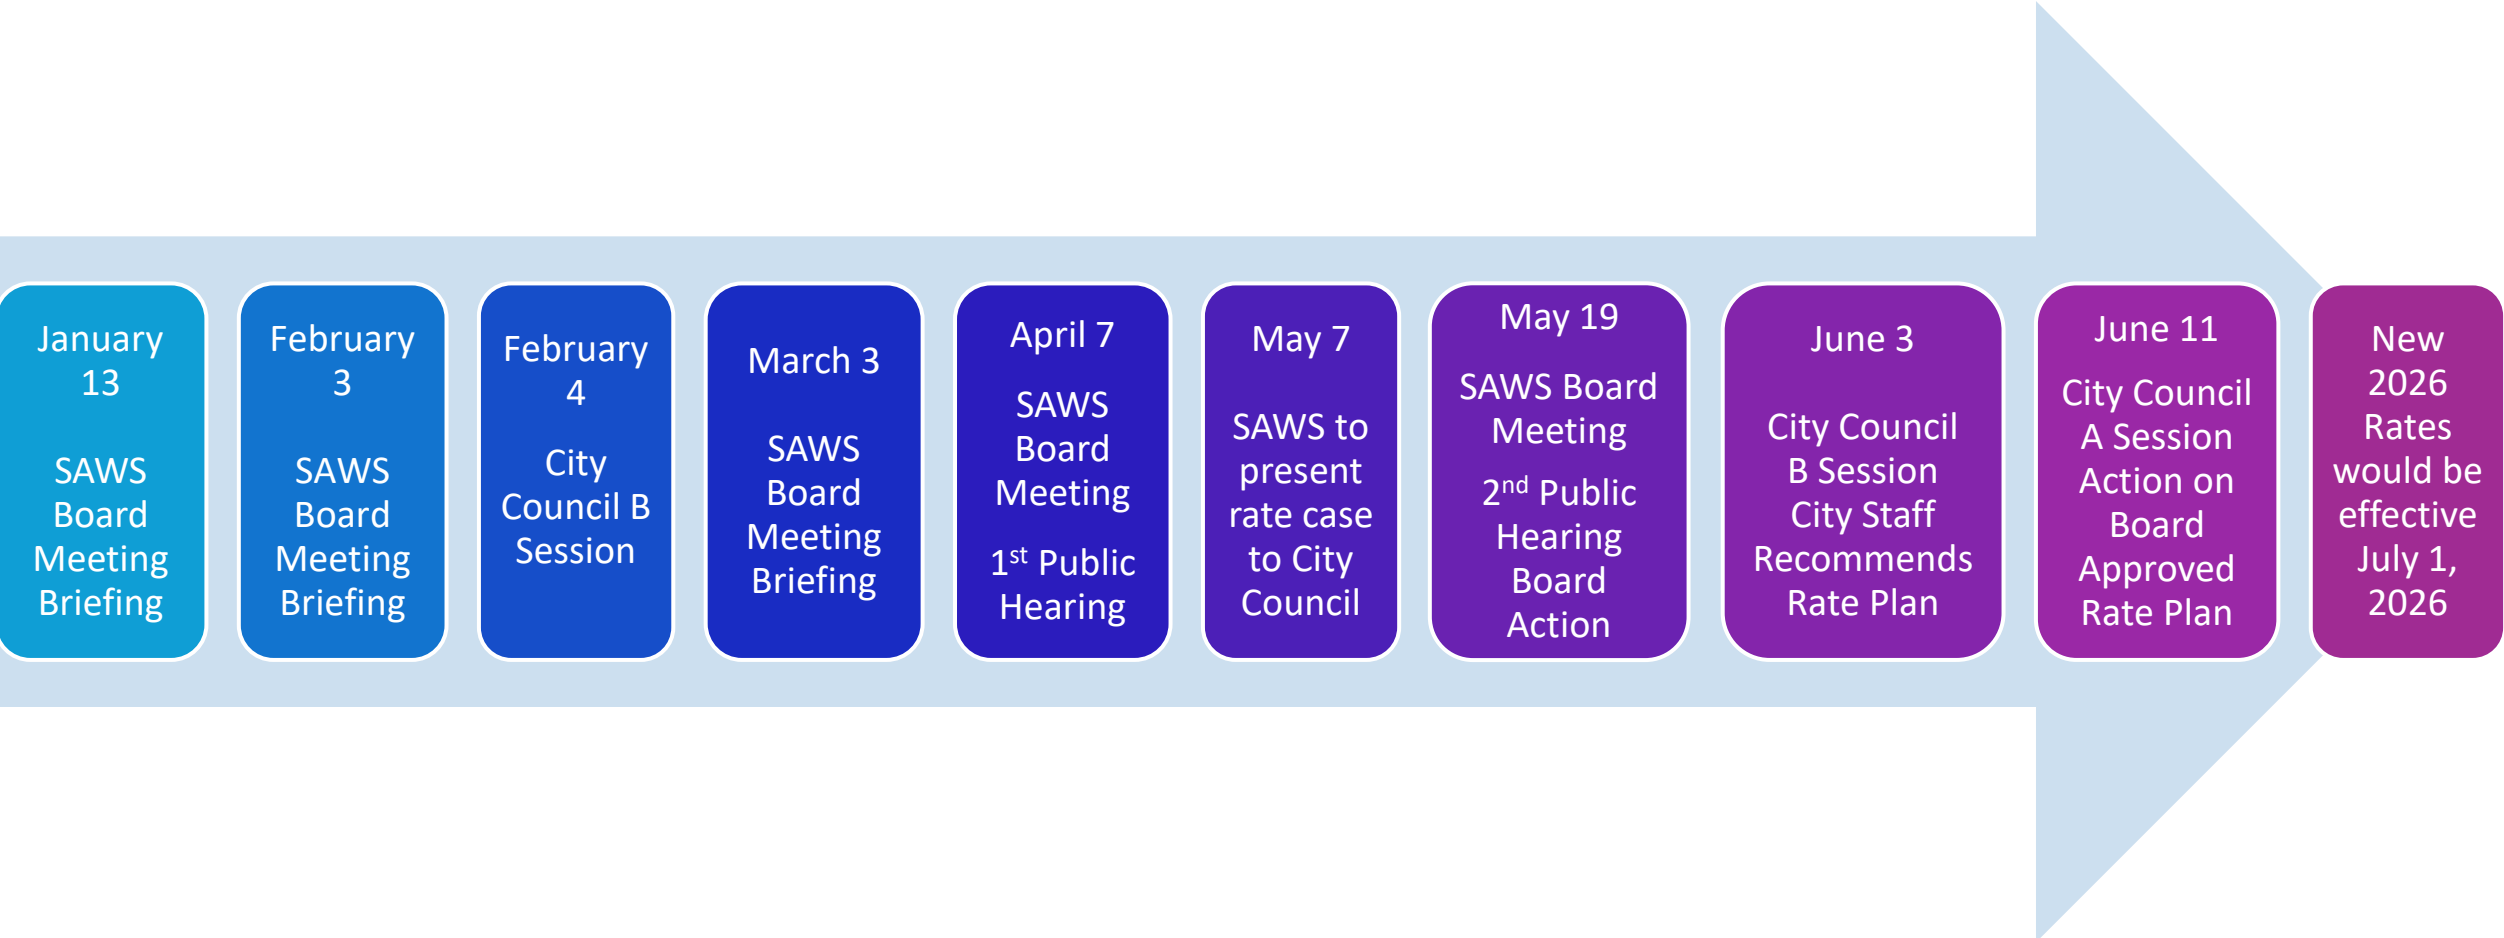 January
13
SAWS
Board
Meeting
Briefing
February
3
SAWS
Board
Meeting
Briefing
February
4
City
Council B
Session
March 3
SAWS
Board
Meeting
Briefing
April 7
SAWS
Board
Meeting
1st Public
Hearing
May 7
SAWS to
present
rate case
to City
Council
May 19
SAWS Board
Meeting
2nd Public
Hearing
Board
Action
June 3
City Council
B Session
City Staff
Recommends
Rate Plan
June 11
City Council
A Session
Action on
Board
Approved
Rate Plan
New
2026
Rates
would be
effective
July 1,
2026